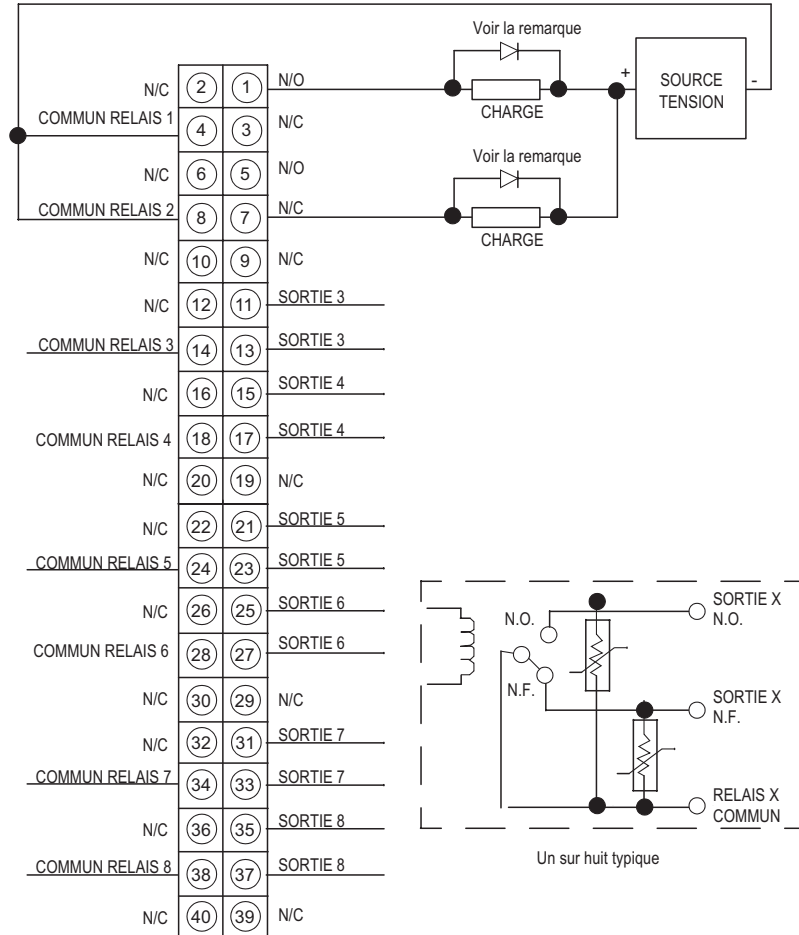 Voir la remarque
+
SOURCE TENSION
-
CHARGE
N/C 2 1 N/O
COMMUN RELAIS 1 4 3 N/C
Voir la remarque
N/C 6 5 N/O
COMMUN RELAIS 2 8 7 N/C
CHARGE
N/C 10 9 N/C
N/C 12 11 SORTIE 3
COMMUN RELAIS 3 14 13 SORTIE 3
N/C 16 15 SORTIE 4
COMMUN RELAIS 4 18 17 SORTIE 4
N/C 20 19 N/C
N/C 22 21 SORTIE 5
COMMUN RELAIS 5 24 23 SORTIE 5
N/C 26 25 SORTIE 6
COMMUN RELAIS 6 28 27 SORTIE 6
N/C 30 29 N/C
N/C 32 31 SORTIE 7
COMMUN RELAIS 7 34 33 SORTIE 7
N/C 36 35 SORTIE 8
COMMUN RELAIS 8 38 37 SORTIE 8
N/C 40 39 N/C
N.O.
SORTIE X
N.O.
N.F.
SORTIE X
N.F.
RELAIS X
COMMUN
Un sur huit typique